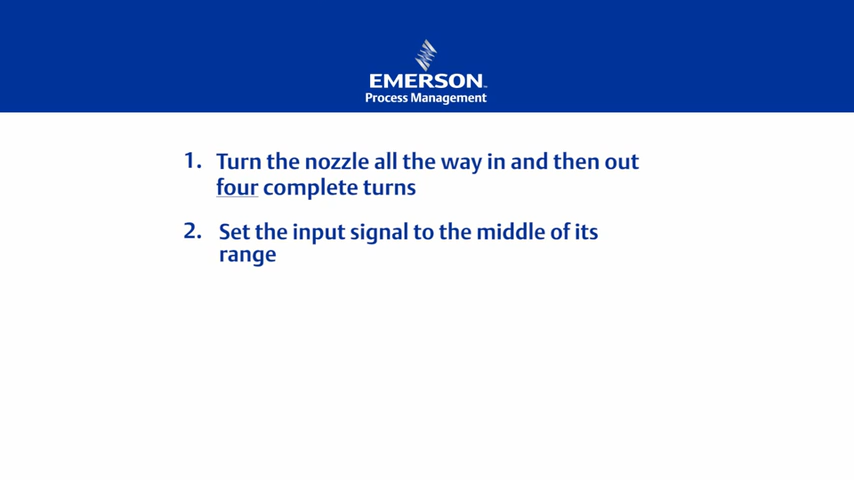 EMERSON
Process Management
1. Turn the nozzle all the way in and then out
four complete turns
2. Set the input signal to the middle of its
range